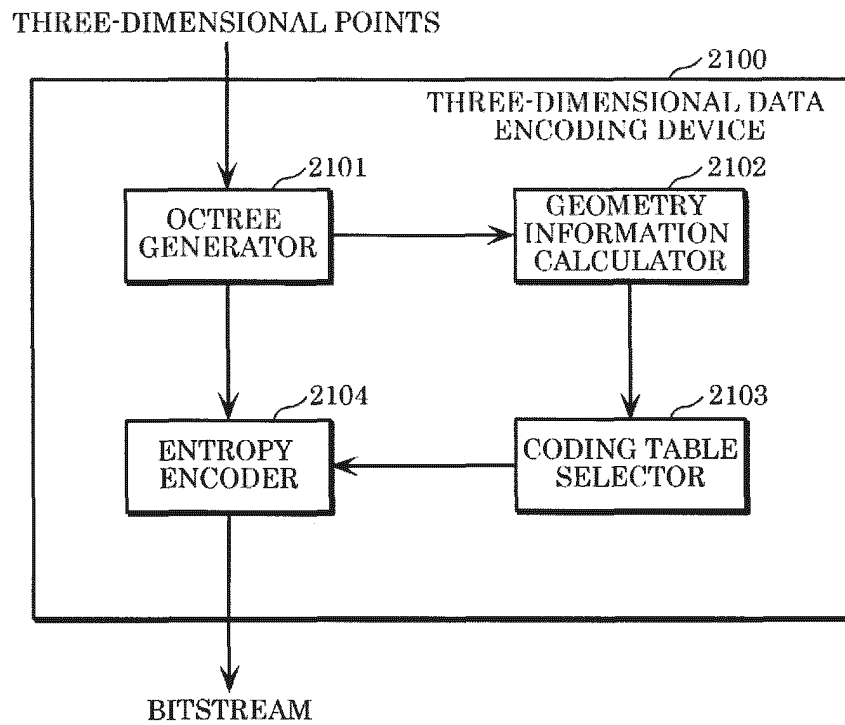 THREE-DIMENSIONAL POINTS
2100
THREE-DIMENSIONAL DATA
ENCODING DEVICE
2101
OCTREE
GENERATOR
2102
GEOMETRY
INFORMATION
CALCULATOR
2104
ENTROPY
ENCODER
2103
CODING TABLE
SELECTOR
BITSTREAM